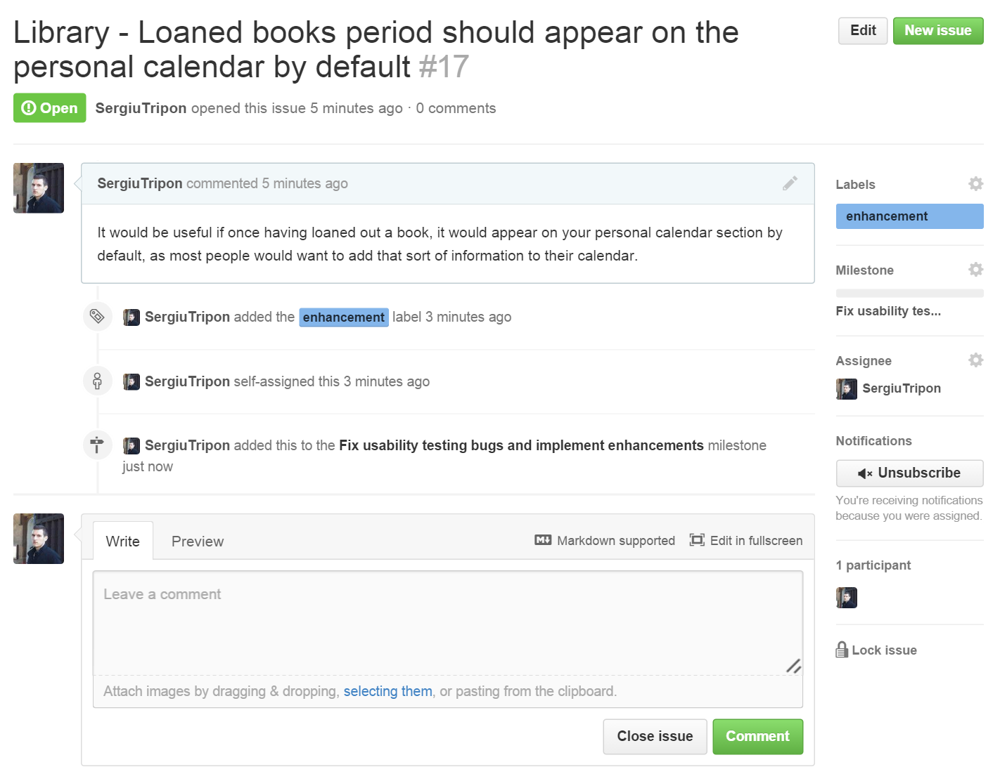 Library - Loaned books period should appear on the
personal calendar by default #17
Edit
New issue
Open
SergiuTripon opened this issue 5 minutes ago · 0 comments
SergiuTripon commented 5 minutes ago
It would be useful if once having loaned out a book, it would appear on your personal calendar section by
default, as most people would want to add that sort of information to their calendar.
SergiuTripon added the enhancement label 3 minutes ago
SergiuTripon self-assigned this 3 minutes ago
SergiuTripon added this to the Fix usability testing bugs and implement enhancements milestone
just now
Labels
enhancement
Milestone
Fix usability tes...
Assignee
SergiuTripon
Notifications
Unsubscribe
You're receiving notifications
because you were assigned.
1 participant
Lock issue
Write
Preview
M Markdown supported
Edit in fullscreen
Leave a comment
Attach images by dragging & dropping, selecting them, or pasting from the clipboard.
Close issue
Comment